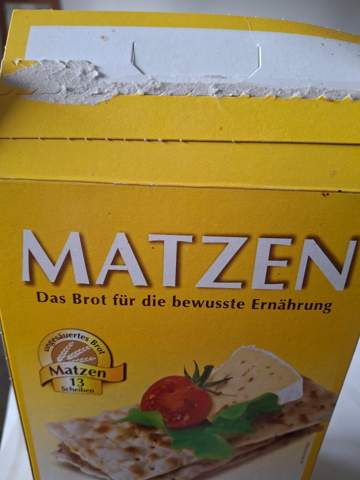 MATZEN
Das Brot für die bewusste Ernährung
ungesäuertes Brot
Matzen
13
Scheiben